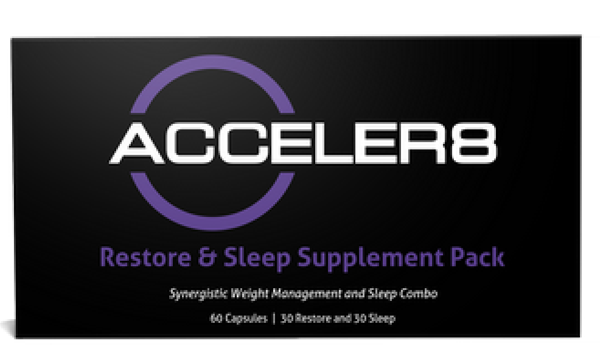 ACCELER8
Restore & Sleep Supplement Pack
Synergistic Weight Management and Sleep Combo
60 Capsules | 30 Restore and 30 Sleep